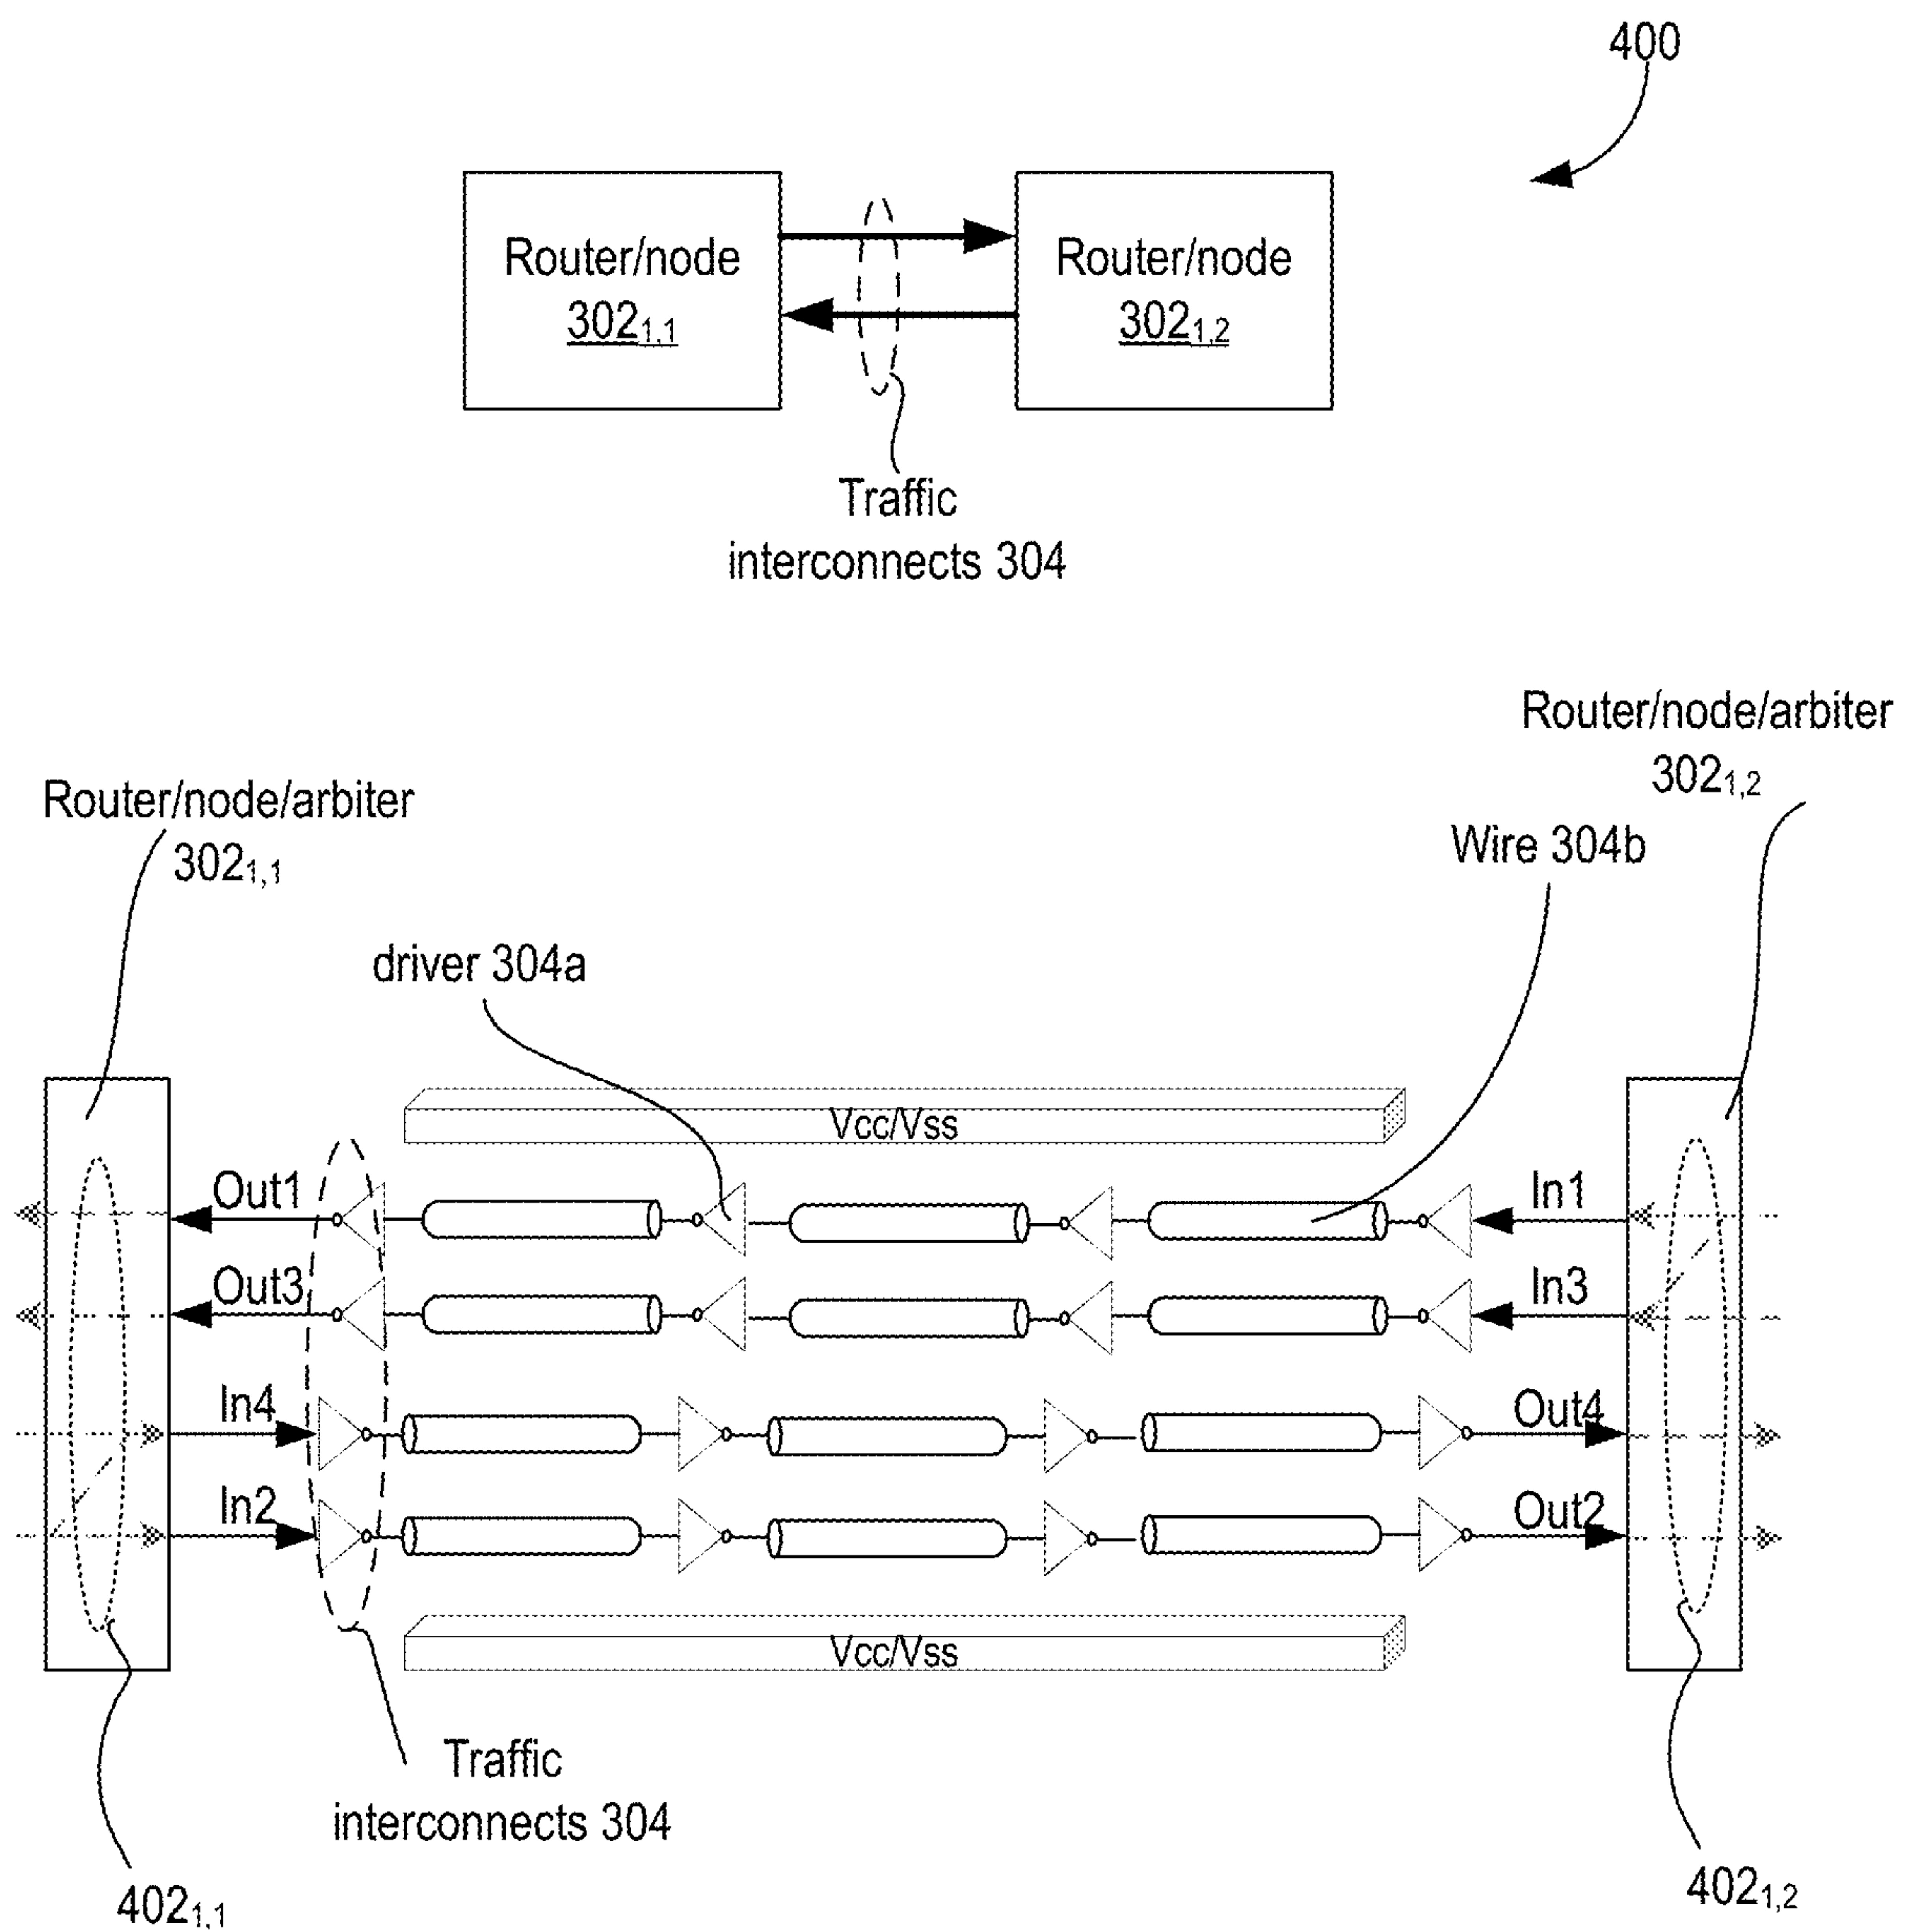 400
Router/node
302₁,₁
Router/node
302₁,₂
Traffic
interconnects 304
Router/node/arbiter
302₁,₂
Router/node/arbiter
302₁,₁
Wire 304b
driver 304a
Vcc/Vss
Out1
In1
Out3
In3
In4
Out4
In2
Out2
Vcc/Vss
Traffic
interconnects 304
402₁,₁
402₁,₂